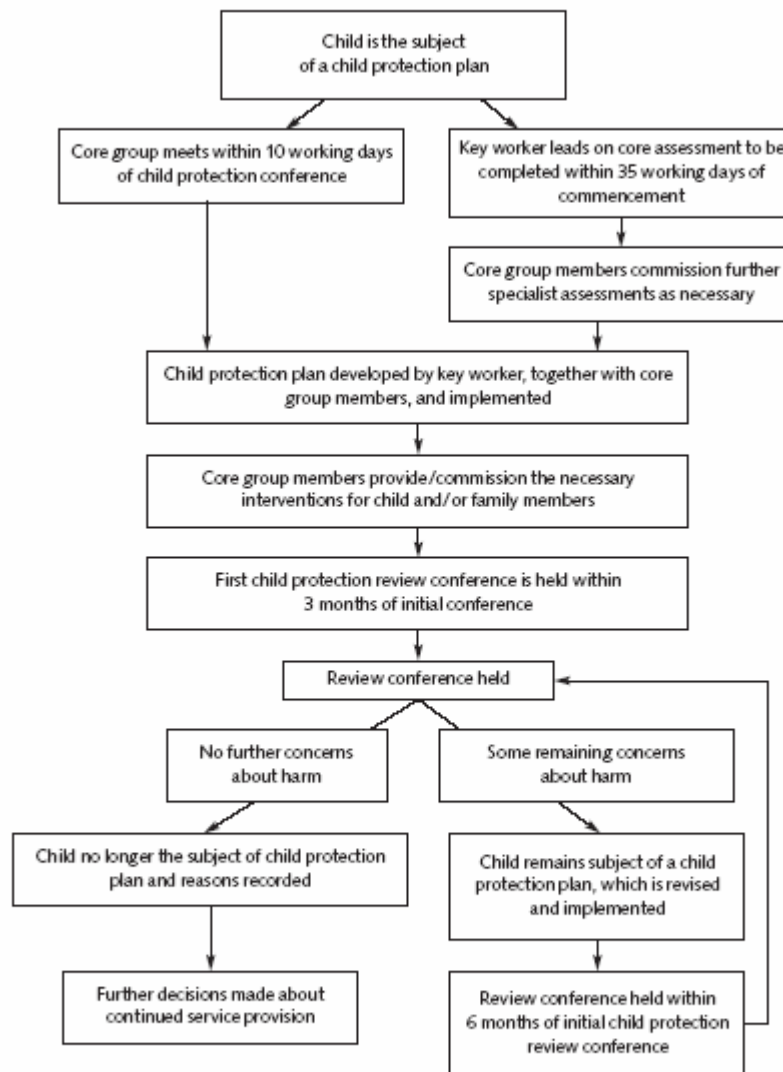 Child is the subject
of a child protection plan
Core group meets within 10 working days
of child protection conference
Key worker leads on core assessment to be
completed within 35 working days of
commencement
Core group members commission further
specialist assessments as necessary
Child protection plan developed by key worker, together with core
group members, and implemented
Core group members provide/commission the necessary
interventions for child and/or family members
First child protection review conference is held within
3 months of initial conference
Review conference held
No further concerns
about harm
Some remaining concerns
about harm
Child no longer the subject of child protection
plan and reasons recorded
Child remains subject of a child
protection plan, which is revised
and implemented
Further decisions made about
continued service provision
Review conference held within
6 months of initial child protection
review conference